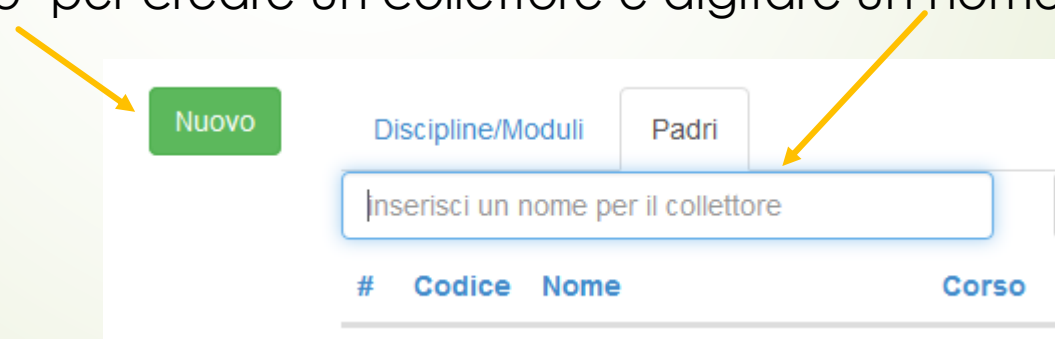 per creare un collettore e digitare un nome
Nuovo
Discipline/Moduli Padri
inserisci un nome per il collettore
# Codice Nome Corso